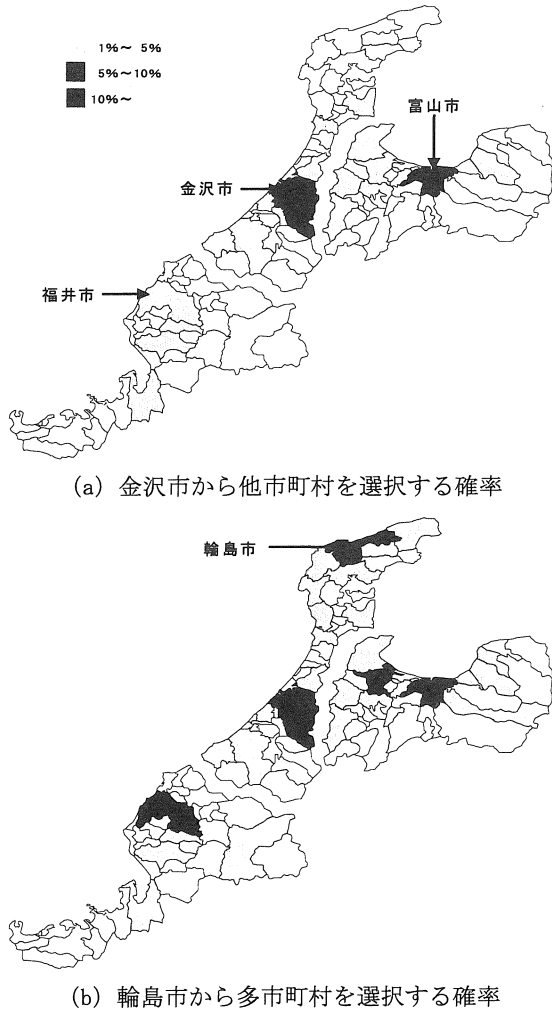 1%～ 5%
5%～10%
10%～
富山市
金沢市
福井市
(a) 金沢市から他市町村を選択する確率
輪島市
(b) 輪島市から多市町村を選択する確率